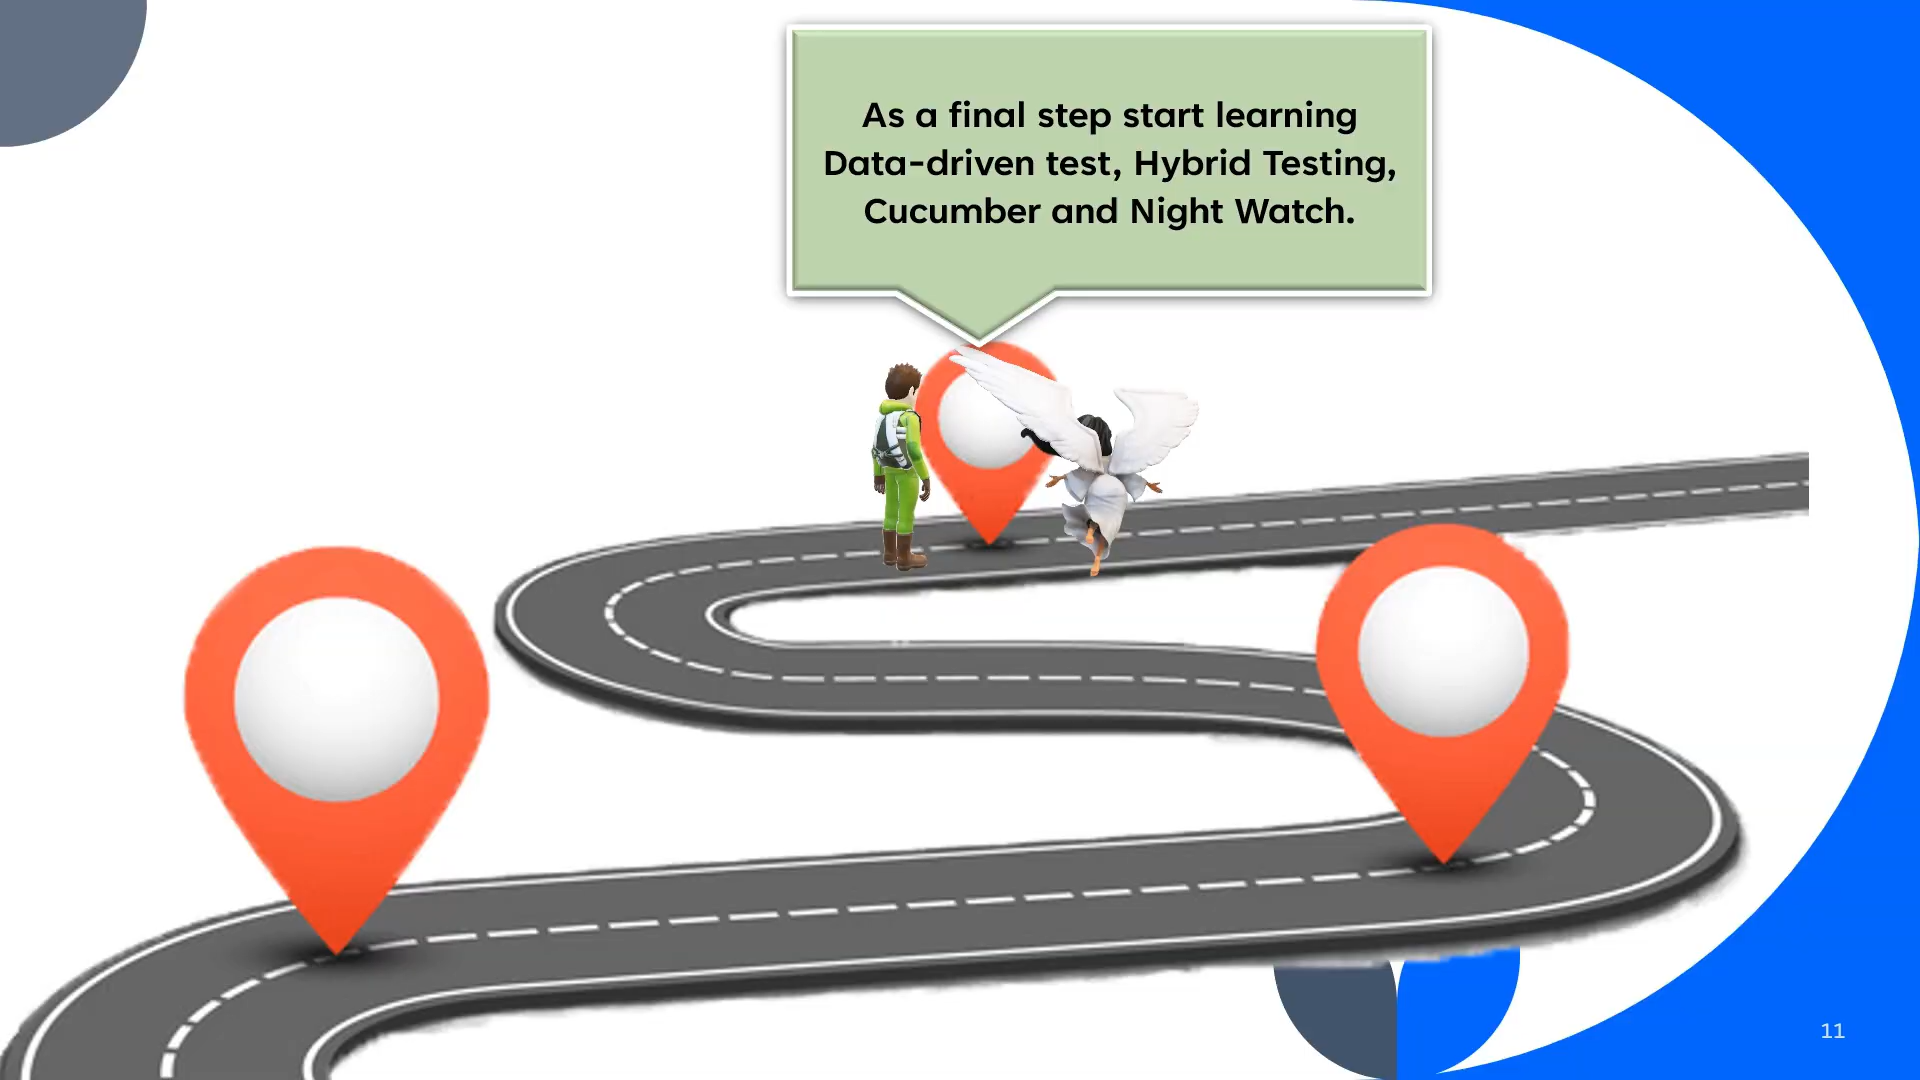 As a final step start learning
Data-driven test, Hybrid Testing,
Cucumber and Night Watch.
11